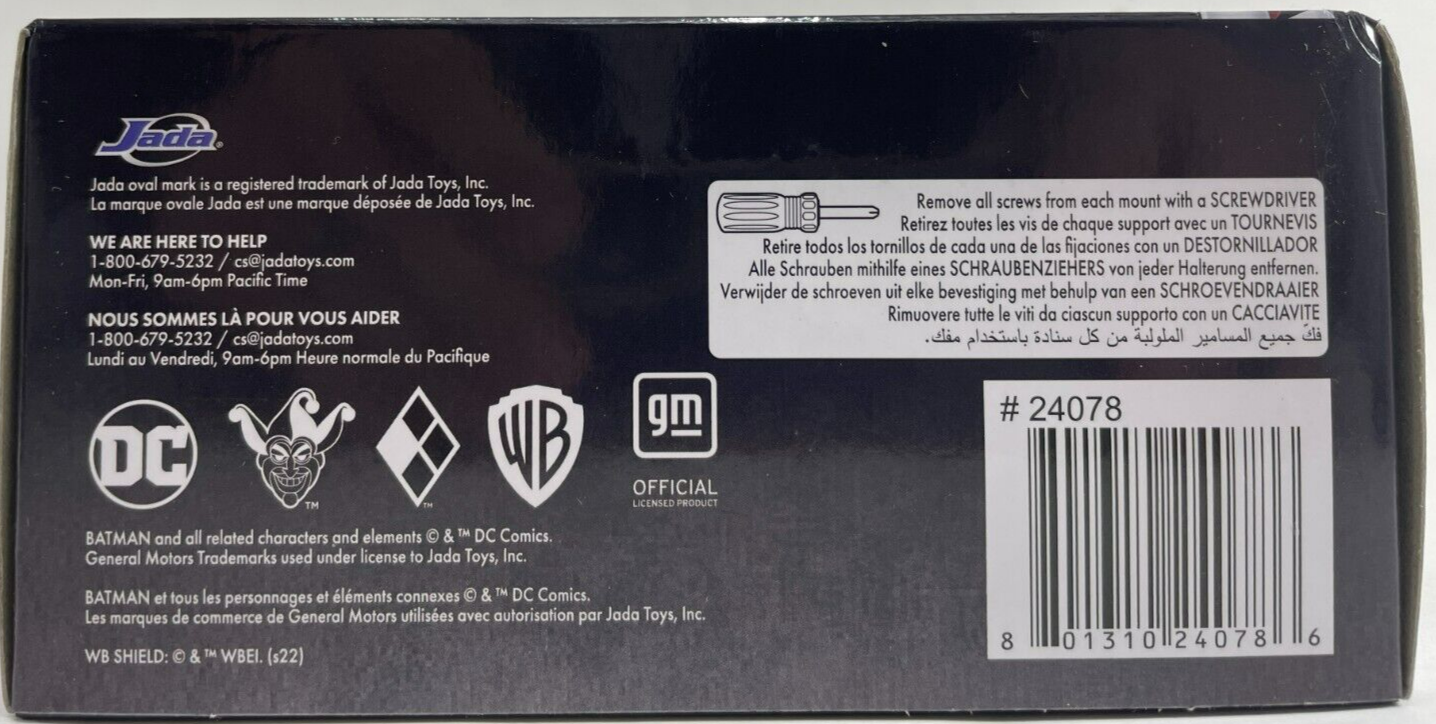 Jada®
Jada oval mark is a registered trademark of Jada Toys, Inc.
La marque ovale Jada est une marque déposée de Jada Toys, Inc.
WE ARE HERE TO HELP
1-800-679-5232 / cs@jadatoys.com
Mon-Fri, 9am-6pm Pacific Time
NOUS SOMMES LÀ POUR VOUS AIDER
1-800-679-5232 / cs@jadatoys.com
Lundi au Vendredi, 9am-6pm Heure normale du Pacifique
DC
TM
TM
WB
gm
OFFICIAL
LICENSED PRODUCT
BATMAN and all related characters and elements © & ™ DC Comics.
General Motors Trademarks used under license to Jada Toys, Inc.
BATMAN et tous les personnages et éléments connexes © & ™ DC Comics.
Les marques de commerce de General Motors utilisées avec autorisation par Jada Toys, Inc.
WB SHIELD: © & ™ WBEI. (s22)
Remove all screws from each mount with a SCREWDRIVER
Retirez toutes les vis de chaque support avec un TOURNEVIS
Retire todos los tornillos de cada una de las fijaciones con un DESTORNILLADOR
Alle Schrauben mithilfe eines SCHRAUBENZIEHERS von jeder Halterung entfernen.
Verwijder de schroeven uit elke bevestiging met behulp van een SCHROEVENDRAAIER
Rimuovere tutte le viti da ciascun supporto con un CACCIAVITE
فكّ جميع المسامير الملولبة من كل سنادة باستخدام مفك.
# 24078
8 01310 24078 6